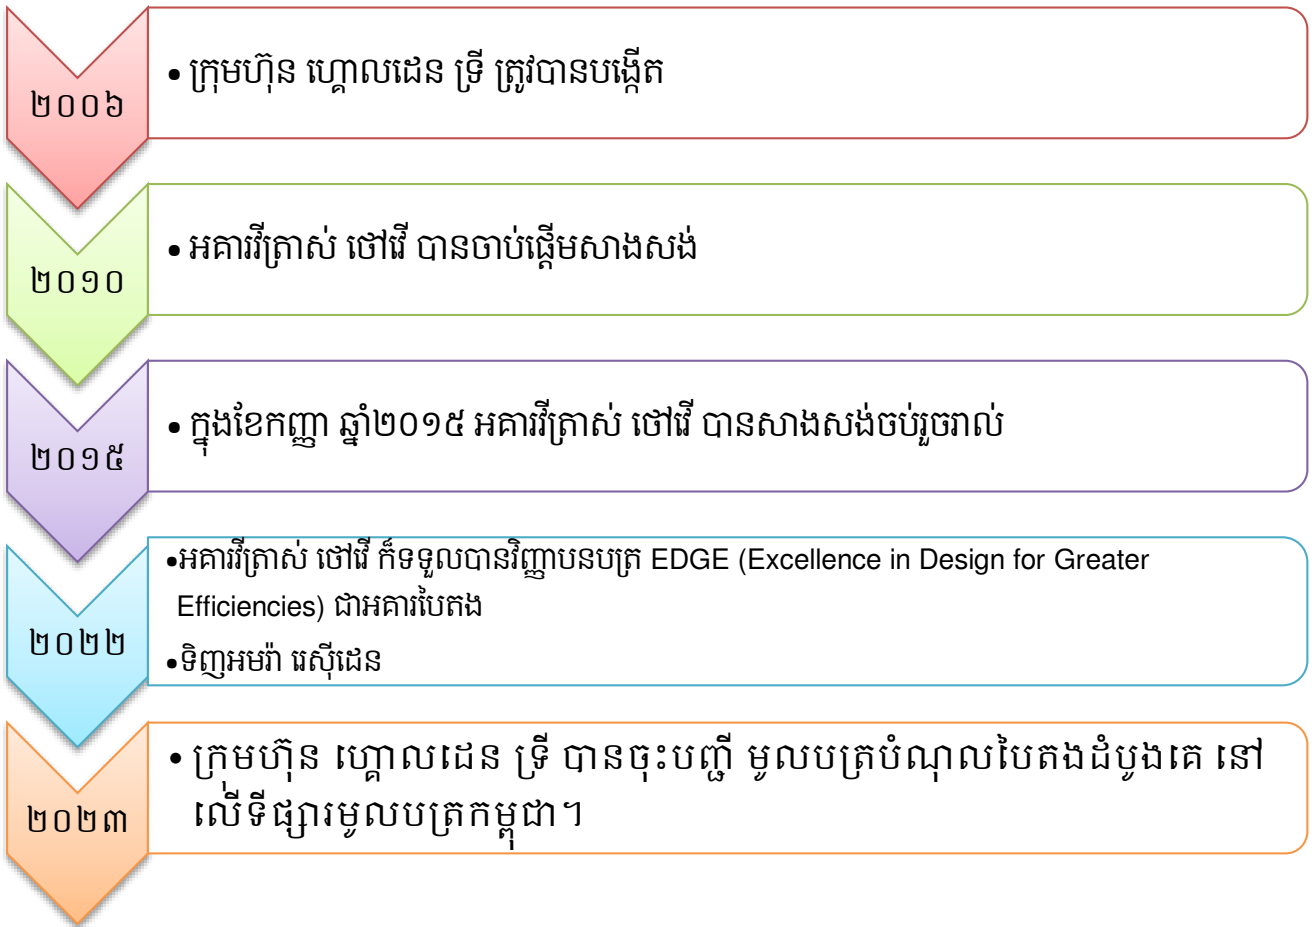 ២០០៦
• ក្រុមហ៊ុន ហ្គោលដេន ទ្រី ត្រូវបានបង្កើត
២០១០
• អគារវីត្រាស់ ថៅវើ បានចាប់ផ្តើមសាងសង់
២០១៥
• ក្នុងខែកញ្ញា ឆ្នាំ២០១៥ អគារវីត្រាស់ ថៅវើ បានសាងសង់ចប់រួចរាល់
២០២២
•អគារវីត្រាស់ ថៅវើ ក៏ទទួលបានវិញ្ញាបនបត្រ EDGE (Excellence in Design for Greater
Efficiencies) ជាអគារបៃតង
•ទិញអមរ៉ា រេស៊ីដេន
២០២៣
• ក្រុមហ៊ុន ហ្គោលដេន ទ្រី បានចុះបញ្ជី មូលបត្របំណុលបៃតងដំបូងគេ នៅ
លើទីផ្សារមូលបត្រកម្ពុជា។